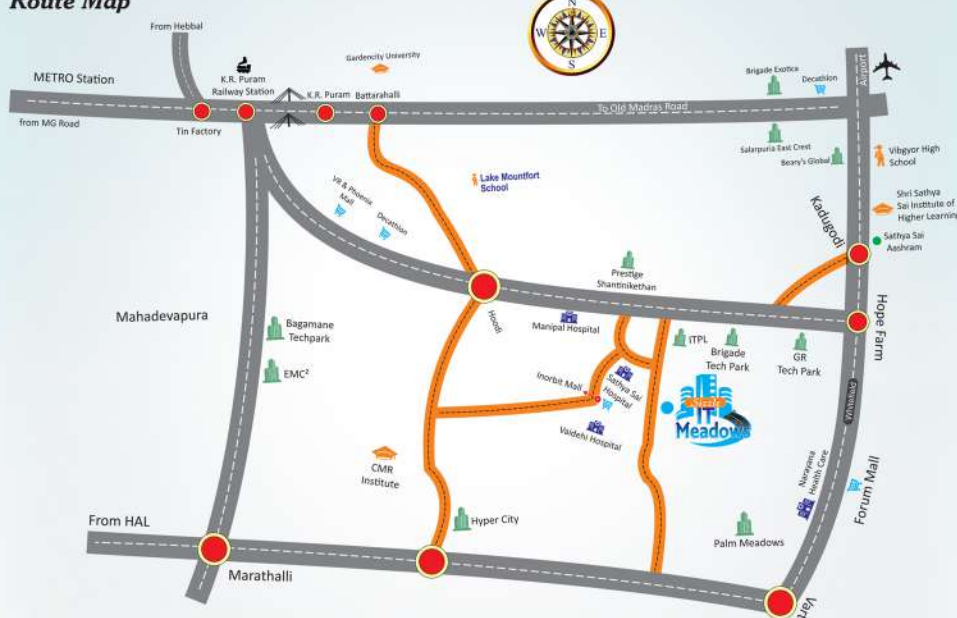 Route Map
N
W
E
S
From Hebbal
METRO Station
from MG Road
Tin Factory
K.R. Puram
Railway Station
K.R. Puram
Gardencity University
Battarahalli
To Old Madras Road
Brigade Exotica
Decathlon
Airport
Salarpuria East Crest
Beary's Global
Vibgyor High
School
Shri Sathya
Sai Institute of
Higher Learning
Kadugodi
Sathya Sai
Aashram
Lake Mountfort
School
VR & Phoenix
Mall
Decathlon
Mahadevapura
Bagamane
Techpark
EMC²
Hoodi
Prestige
Shantinikethan
Manipal Hospital
ITPL
Brigade
Tech Park
GR
Tech Park
Hope Farm
Whitefield
Inorbit Mall
Sathya Sai
Hospital
Vaidehi Hospital
IT
Meadows
CMR
Institute
Hyper City
Narayana
Health Care
Forum Mall
Palm Meadows
From HAL
Marathalli